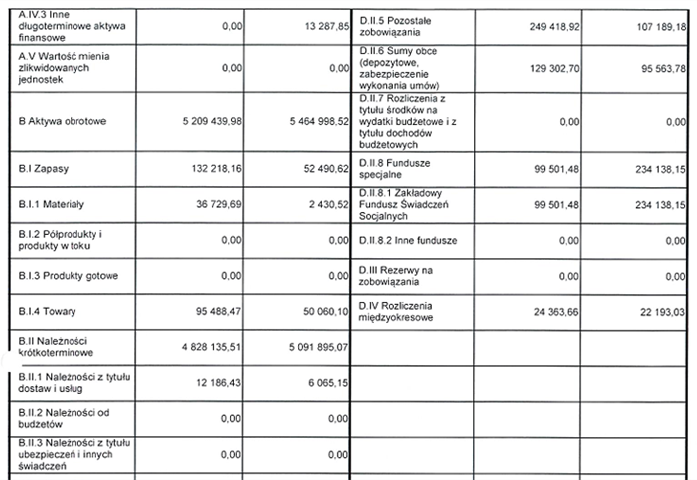 A.IV.3 Inne
długoterminowe aktywa
finansowe
0,00
13 287,85
D.II.5 Pozostałe
zobowiązania
249 418,92
107 189,18
A.V Wartość mienia
zlikwidowanych
jednostek
0,00
0,00
D.II.6 Sumy obce
(depozytowe,
zabezpieczenie
wykonania umów)
129 302,70
95 563,78
B Aktywa obrotowe
5 209 439,98
5 464 998,52
D.II.7 Rozliczenia z
tytułu środków na
wydatki budżetowe i z
tytułu dochodów
budżetowych
0,00
0,00
B.I Zapasy
132 218,16
52 490,62
D.II.8 Fundusze
specjalne
99 501,48
234 138,15
B.I.1 Materiały
36 729,69
2 430,52
D.II.8.1 Zakładowy
Fundusz Świadczeń
Socjalnych
99 501,48
234 138,15
B.I.2 Półprodukty i
produkty w toku
0,00
0,00
D.II.8.2 Inne fundusze
0,00
0,00
B.I.3 Produkty gotowe
0,00
0,00
D.III Rezerwy na
zobowiązania
0,00
0,00
B.I.4 Towary
95 488,47
50 060,10
D.IV Rozliczenia
międzyokresowe
24 363,66
22 193,03
B.II Należności
krótkoterminowe
4 828 135,51
5 091 895,07
B.II.1 Należności z tytułu
dostaw i usług
12 186,43
6 065,15
B.II.2 Należności od
budżetów
0,00
0,00
B.II.3 Należności z tytułu
ubezpieczeń i innych
świadczeń
0,00
0,00